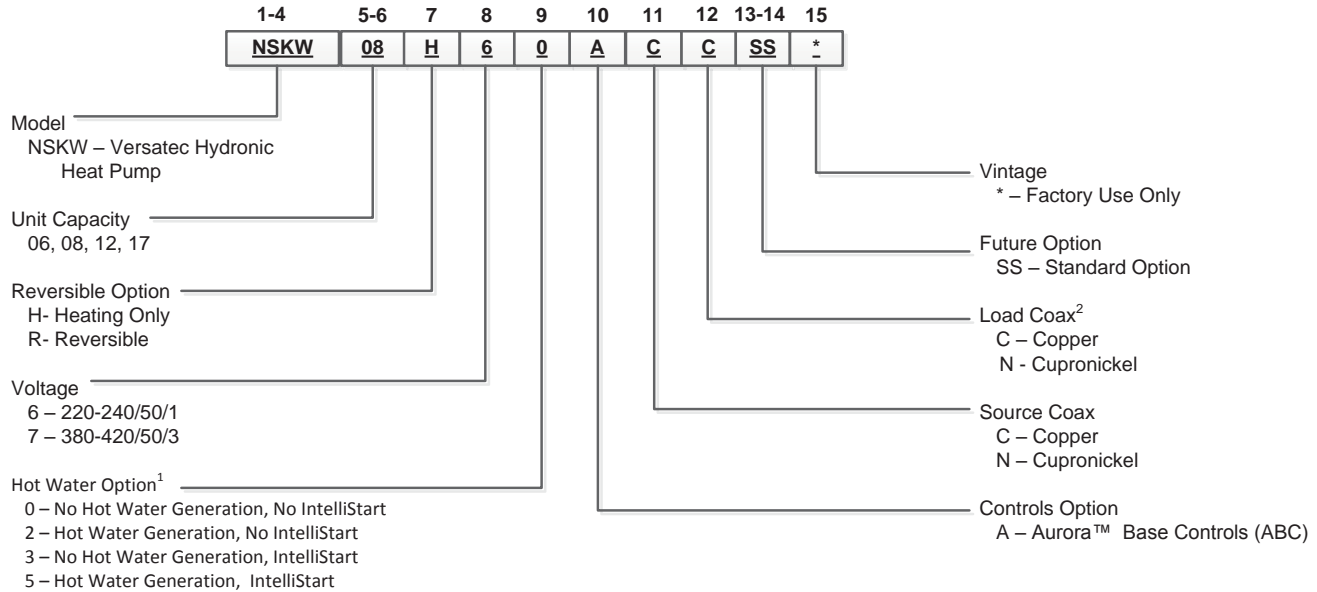 1-4 5-6 7 8 9 10 11 12 13-14 15
NSKW 08 H 6 0 A C C SS *
Model
NSKW – Versatec Hydronic
Heat Pump
Unit Capacity
06, 08, 12, 17
Reversible Option
H- Heating Only
R- Reversible
Voltage
6 – 220-240/50/1
7 – 380-420/50/3
Hot Water Option1
0 – No Hot Water Generation, No IntelliStart
2 – Hot Water Generation, No IntelliStart
3 – No Hot Water Generation, IntelliStart
5 – Hot Water Generation, IntelliStart
Vintage
* – Factory Use Only
Future Option
SS – Standard Option
Load Coax2
C – Copper
N - Cupronickel
Source Coax
C – Copper
N – Cupronickel
Controls Option
A – Aurora™ Base Controls (ABC)